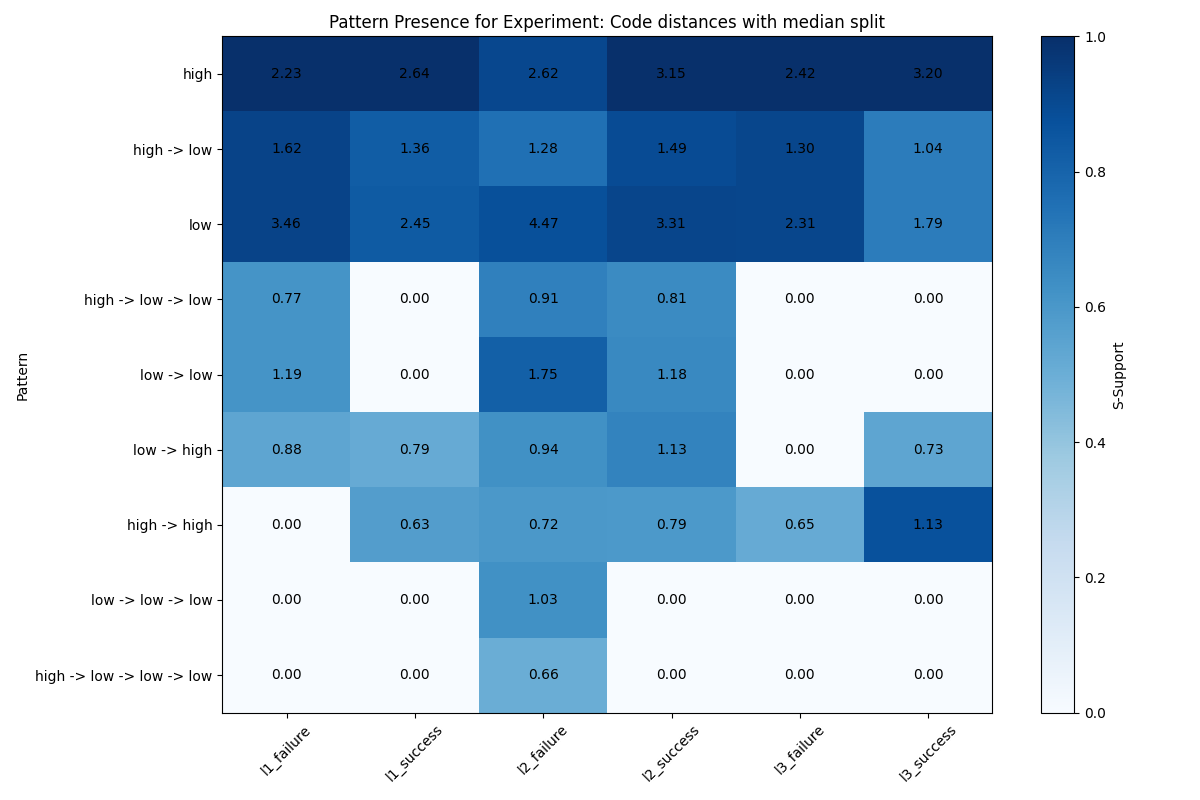 Pattern Presence for Experiment: Code distances with median split
Pattern
high 2.23 2.64 2.62 3.15 2.42 3.20
high -> low 1.62 1.36 1.28 1.49 1.30 1.04
low 3.46 2.45 4.47 3.31 2.31 1.79
high -> low -> low 0.77 0.00 0.91 0.81 0.00 0.00
low -> low 1.19 0.00 1.75 1.18 0.00 0.00
low -> high 0.88 0.79 0.94 1.13 0.00 0.73
high -> high 0.00 0.63 0.72 0.79 0.65 1.13
low -> low -> low 0.00 0.00 1.03 0.00 0.00 0.00
high -> low -> low -> low 0.00 0.00 0.66 0.00 0.00 0.00
l1_failure l1_success l2_failure l2_success l3_failure l3_success
1.0
0.8
0.6
0.4
0.2
0.0
S-Support